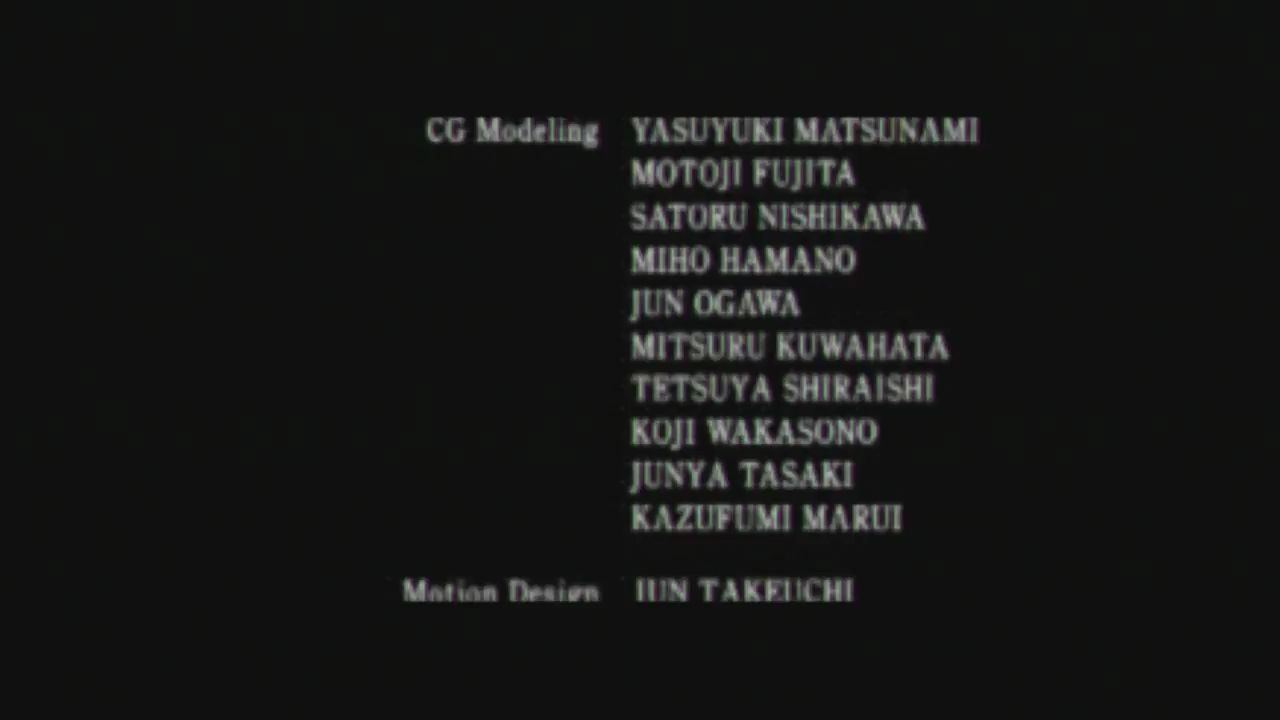 CG Modeling YASUYUKI MATSUNAMI
MOTOJI FUJITA
SATORU NISHIKAWA
MIHO HAMANO
JUN OGAWA
MITSURU KUWAHATA
TETSUYA SHIRAISHI
KOJI WAKASONO
JUNYA TASAKI
KAZUFUMI MARUI
Motion Design JUN TAKEUCHI